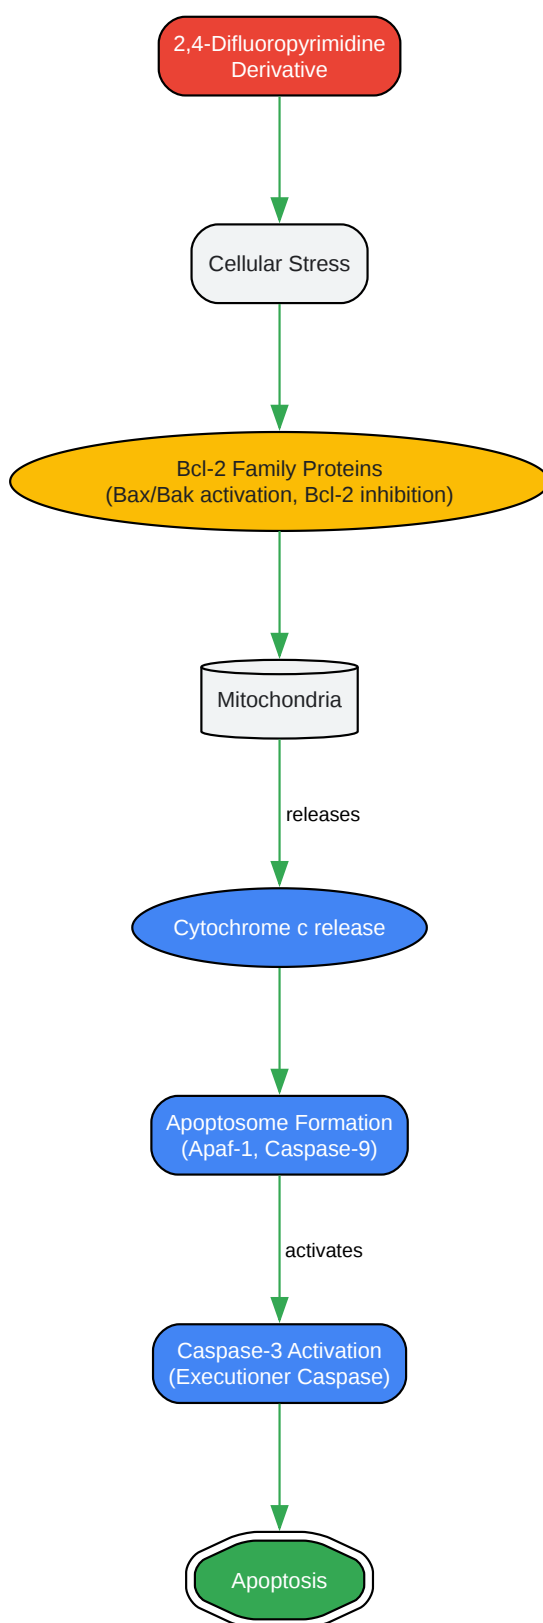 2,4-Difluoropyrimidine
Derivative
Cellular Stress
Bcl-2 Family Proteins
(Bax/Bak activation, Bcl-2 inhibition)
Mitochondria
releases
Cytochrome c release
Apoptosome Formation
(Apaf-1, Caspase-9)
activates
Caspase-3 Activation
(Executioner Caspase)
Apoptosis